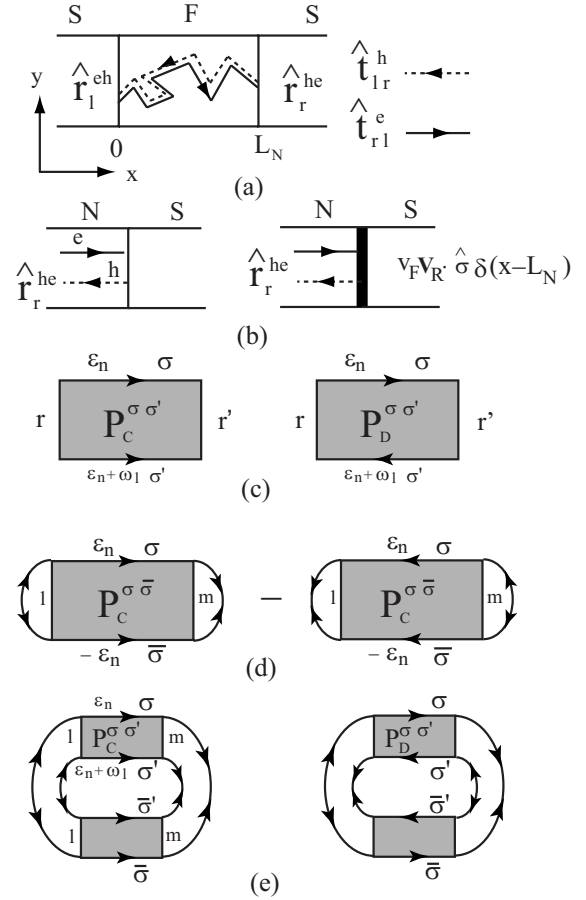 S F S
y
r̂_l^eh r̂_r^he
t̂_lr^h
t̂_rl^e
0 L_N
x
(a)
N S N S
e
h
r̂_r^he r̂_r^he v_F V_R · σ̂ δ(x–L_N)
(b)
ε_n σ ε_n σ
r P_C^σσ' r' r P_D^σσ' r'
ε_n+ω_l σ' ε_n+ω_l σ'
(c)
ε_n σ ε_n σ
l P_C^σσ̄ m – l P_C^σσ̄ m
– ε_n σ̄ – ε_n σ̄
(d)
ε_n σ σ
l P_C^σσ' m P_D^σσ'
ε_n+ω_l σ' σ'
σ̄' σ̄'
l m
σ̄ σ̄
(e)